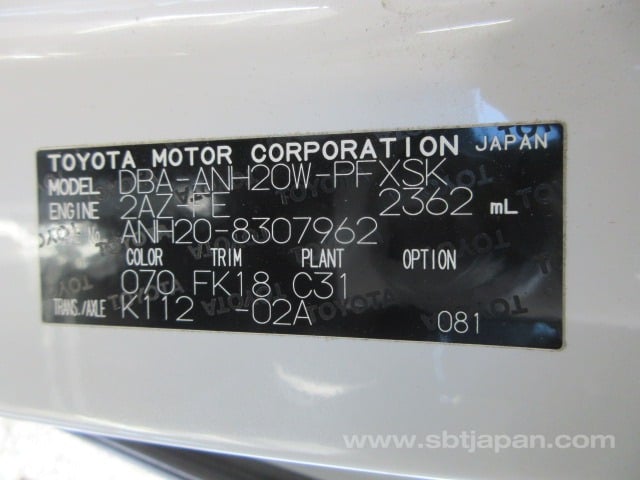 TOYOTA MOTOR CORPORATION JAPAN
MODEL DBA-ANH20W-PFXSK
ENGINE 2AZ-FE 2362 mL
NO. ANH20-8307962
COLOR TRIM PLANT OPTION
070 FK18 C31
TRANS./AXLE K112 -02A
081
www.sbtjapan.com